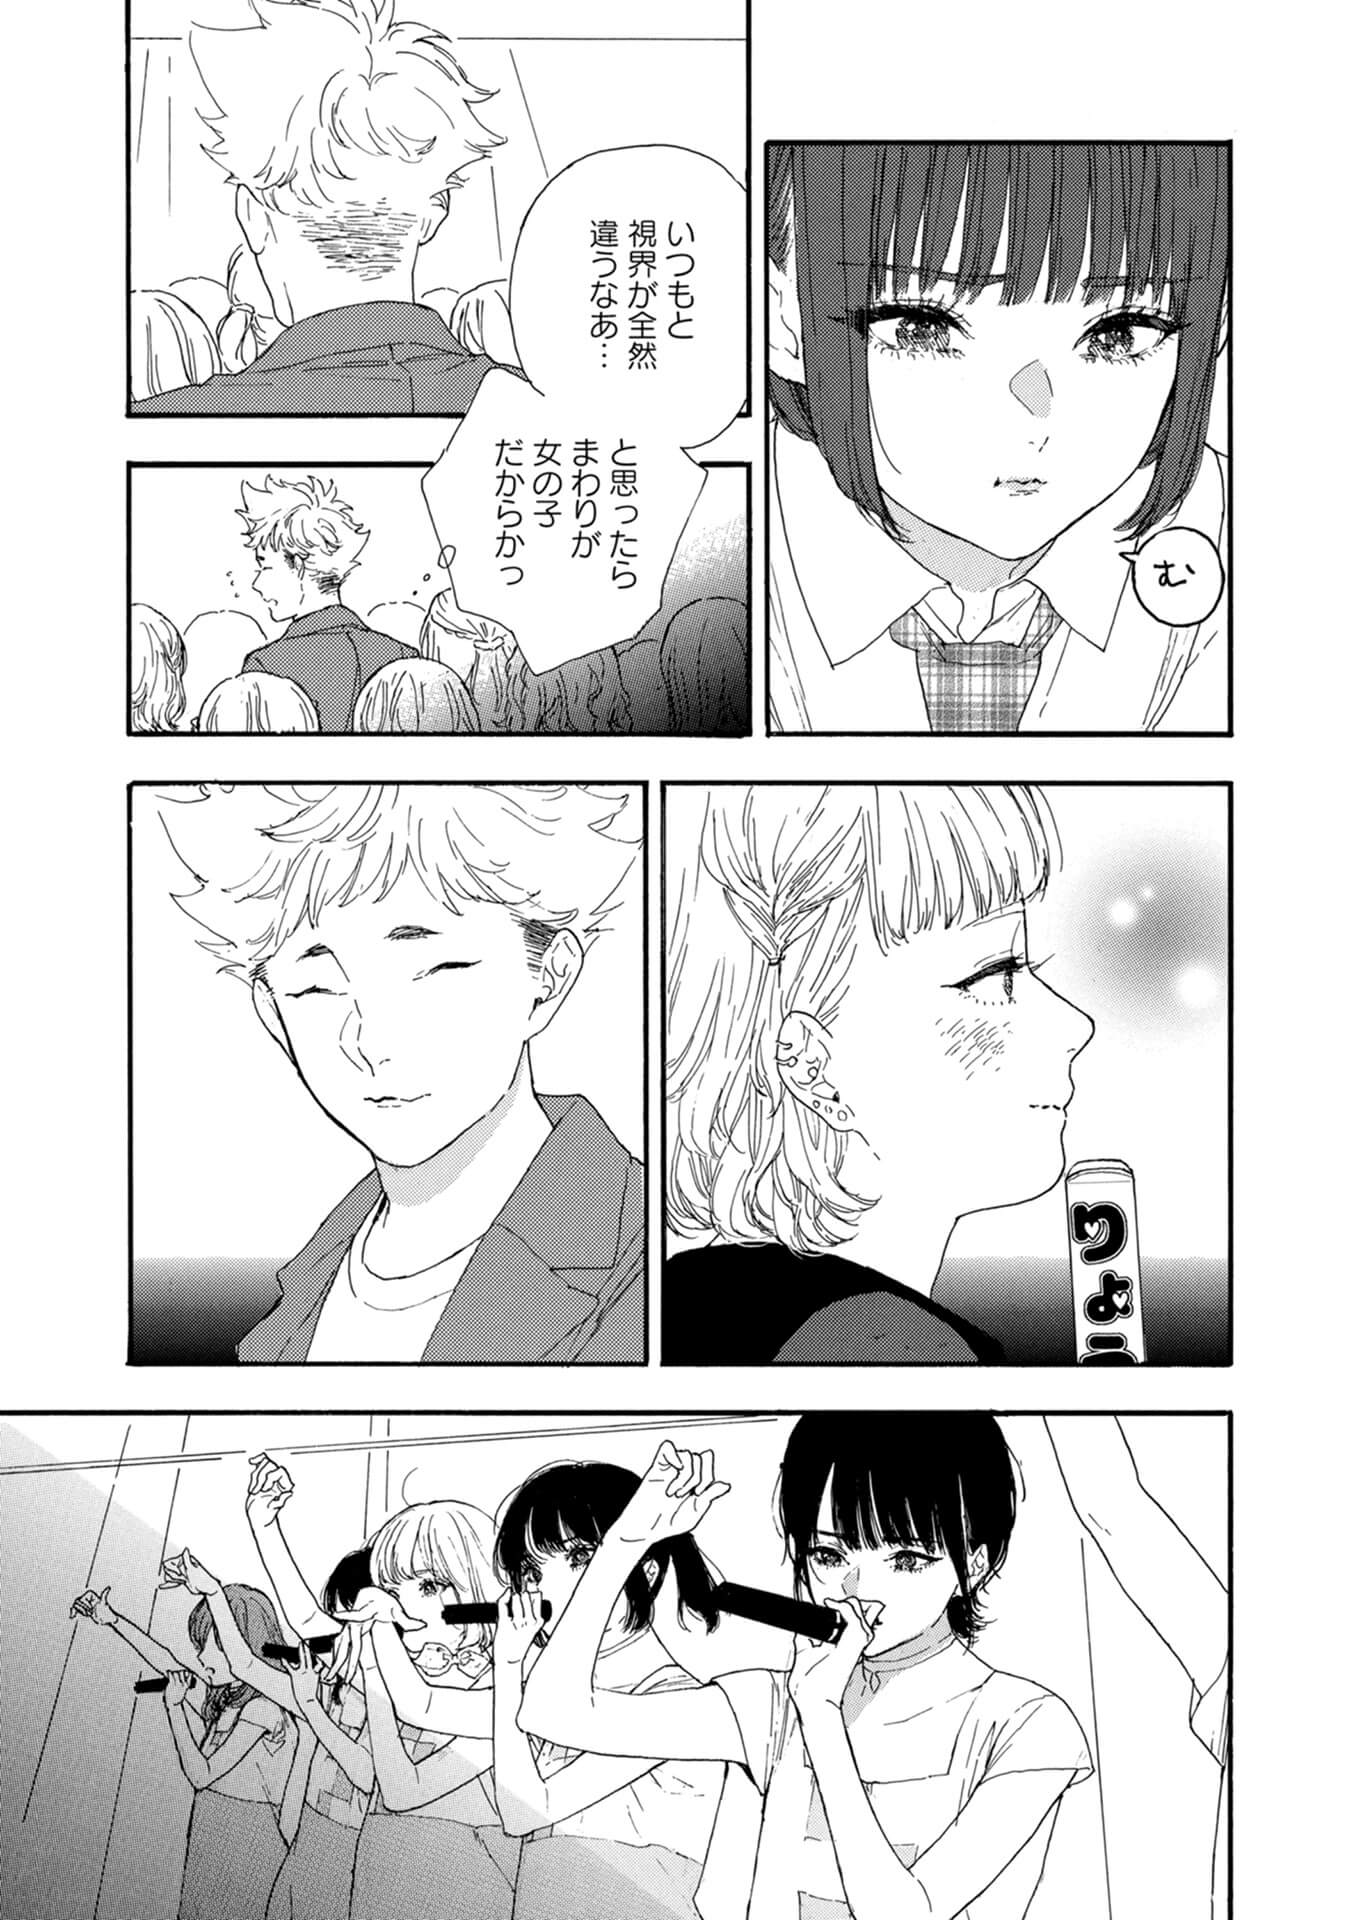 む
いつもと
視界が全然
違うなあ…
と思ったら
まわりが
女の子
だからかっ
りょう